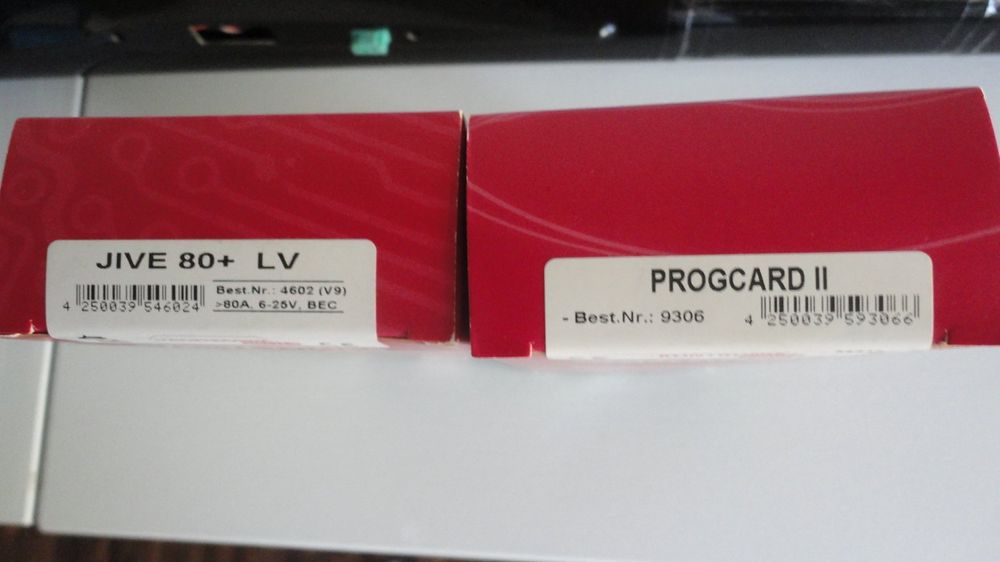 JIVE 80+ LV
Best.Nr.: 4602 (V9)
>80A, 6-25V, BEC
4 250039 546024
PROGCARD II
- Best.Nr.: 9306
4 250039 593066